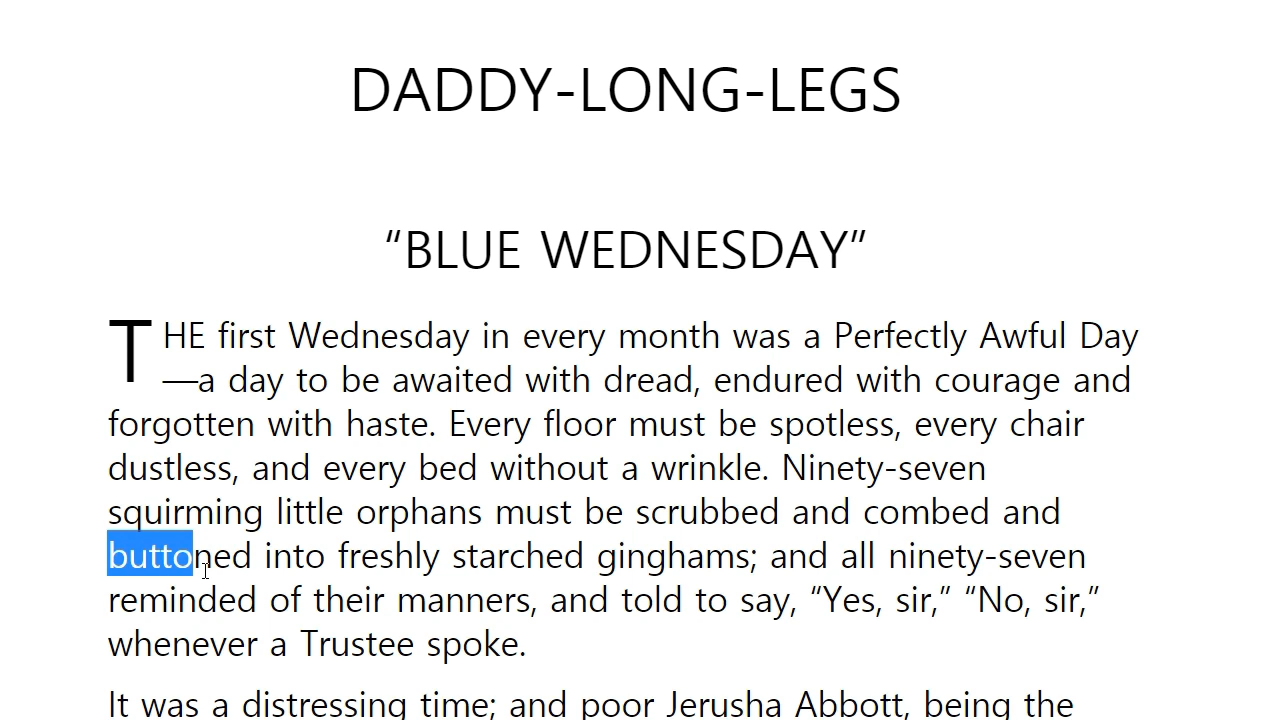 DADDY-LONG-LEGS
“BLUE WEDNESDAY”
THE first Wednesday in every month was a Perfectly Awful Day
—a day to be awaited with dread, endured with courage and
forgotten with haste. Every floor must be spotless, every chair
dustless, and every bed without a wrinkle. Ninety-seven
squirming little orphans must be scrubbed and combed and
buttoned into freshly starched ginghams; and all ninety-seven
reminded of their manners, and told to say, “Yes, sir,” “No, sir,”
whenever a Trustee spoke.
It was a distressing time; and poor Jerusha Abbott, being the